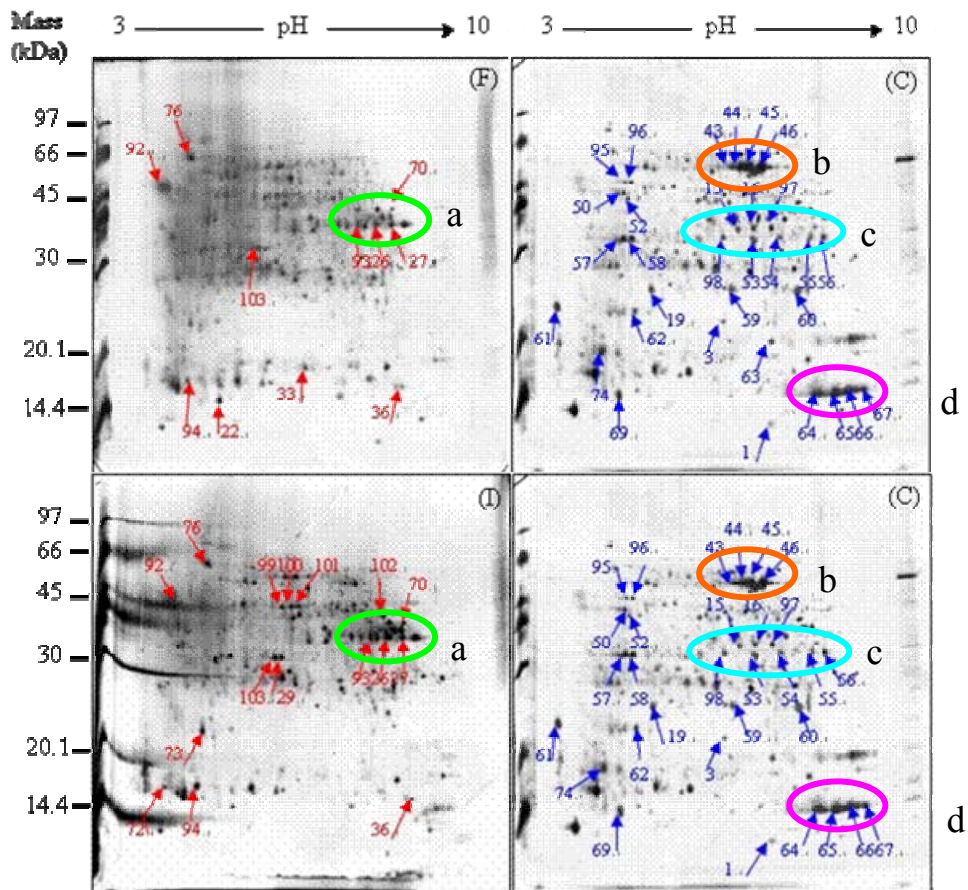 Mass (kDa)
3 pH 10 3 pH 10
(F) (C)
97
66
45
30
20.1
14.4
76
92
70
a
93 26 27
103
33
36
94 22
44 45
43 46
96
95
b
15 16 97
50
52
c
57 58
98 53 54 55 56
19 59 60
61 62 3
63
74
69
64 65 66 67
d
1
(I) (C)
97
66
45
30
20.1
14.4
76
92
99 100 101 102
70
a
93 26 27
103 29
73
72 94 36
44 45
43 46
96
95
b
15 16 97
50 52
c
57 58 98 53 54 55 56
19 59 60
61 62 3
74
69
64 65 66 67
d
1